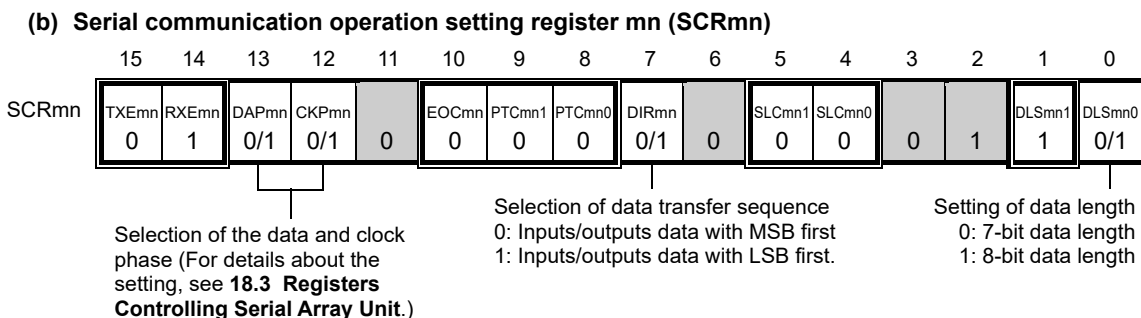 (b) Serial communication operation setting register mn (SCRmn)
15 14 13 12 11 10 9 8 7 6 5 4 3 2 1 0
SCRmn TXEmn RXEmn DAPmn CKPmn EOCmn PTCmn1 PTCmn0 DIRmn SLCmn1 SLCmn0 DLSmn1 DLSmn0
0 1 0/1 0/1 0 0 0 0 0/1 0 0 0 0 1 1 0/1
Selection of the data and clock
phase (For details about the
setting, see 18.3 Registers
Controlling Serial Array Unit.)
Selection of data transfer sequence
0: Inputs/outputs data with MSB first
1: Inputs/outputs data with LSB first.
Setting of data length
0: 7-bit data length
1: 8-bit data length